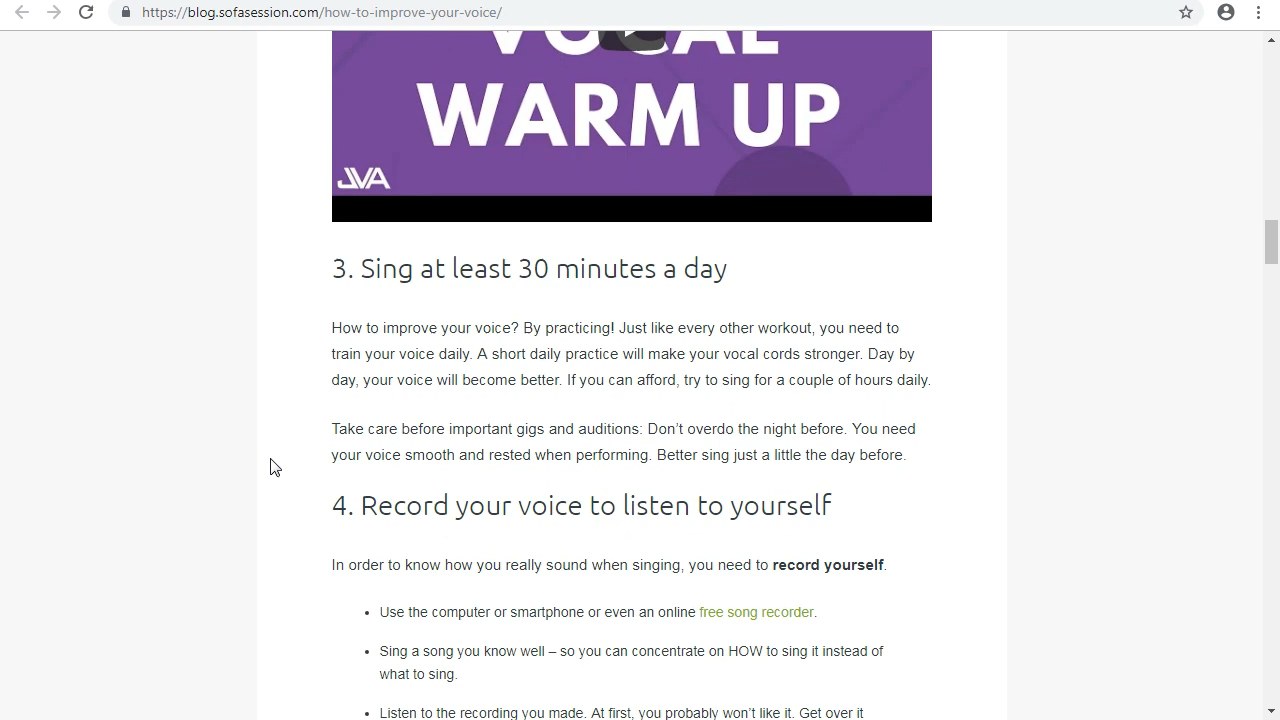 https://blog.sofasession.com/how-to-improve-your-voice/
VOCAL
WARM UP
JVA
3. Sing at least 30 minutes a day
How to improve your voice? By practicing! Just like every other workout, you need to
train your voice daily. A short daily practice will make your vocal cords stronger. Day by
day, your voice will become better. If you can afford, try to sing for a couple of hours daily.
Take care before important gigs and auditions: Don’t overdo the night before. You need
your voice smooth and rested when performing. Better sing just a little the day before.
4. Record your voice to listen to yourself
In order to know how you really sound when singing, you need to record yourself.
• Use the computer or smartphone or even an online free song recorder.
• Sing a song you know well – so you can concentrate on HOW to sing it instead of
what to sing.
• Listen to the recording you made. At first, you probably won’t like it. Get over it